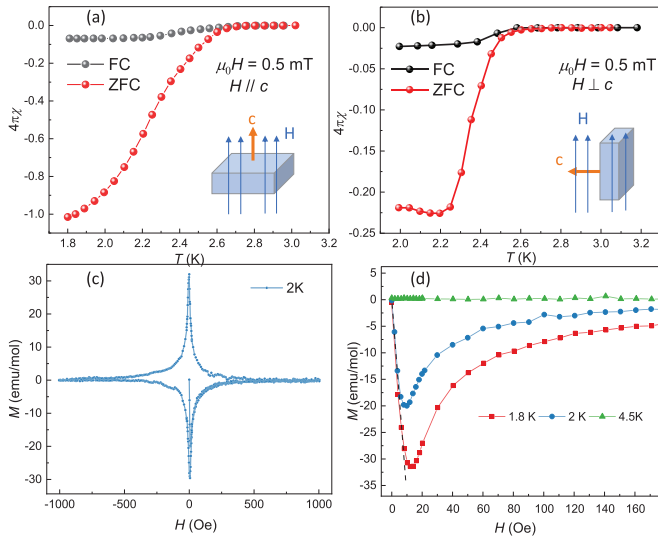 (a)
0.0
-0.2
-0.4
-0.6
-0.8
-1.0
4πχ
FC
ZFC
μ₀H = 0.5 mT
H // c
c
H
1.8 2.0 2.2 2.4 2.6 2.8 3.0 3.2
T (K)
(b)
0.00
-0.05
-0.10
-0.15
-0.20
-0.25
4πχ
FC
ZFC
μ₀H = 0.5 mT
H ⊥ c
H
c
2.0 2.2 2.4 2.6 2.8 3.0 3.2
T (K)
(c)
30
20
10
0
-10
-20
-30
M (emu/mol)
2K
-1000 -500 0 500 1000
H (Oe)
(d)
5
0
-5
-10
-15
-20
-25
-30
-35
M (emu/mol)
1.8 K 2 K 4.5K
0 20 40 60 80 100 120 140 160
H (Oe)